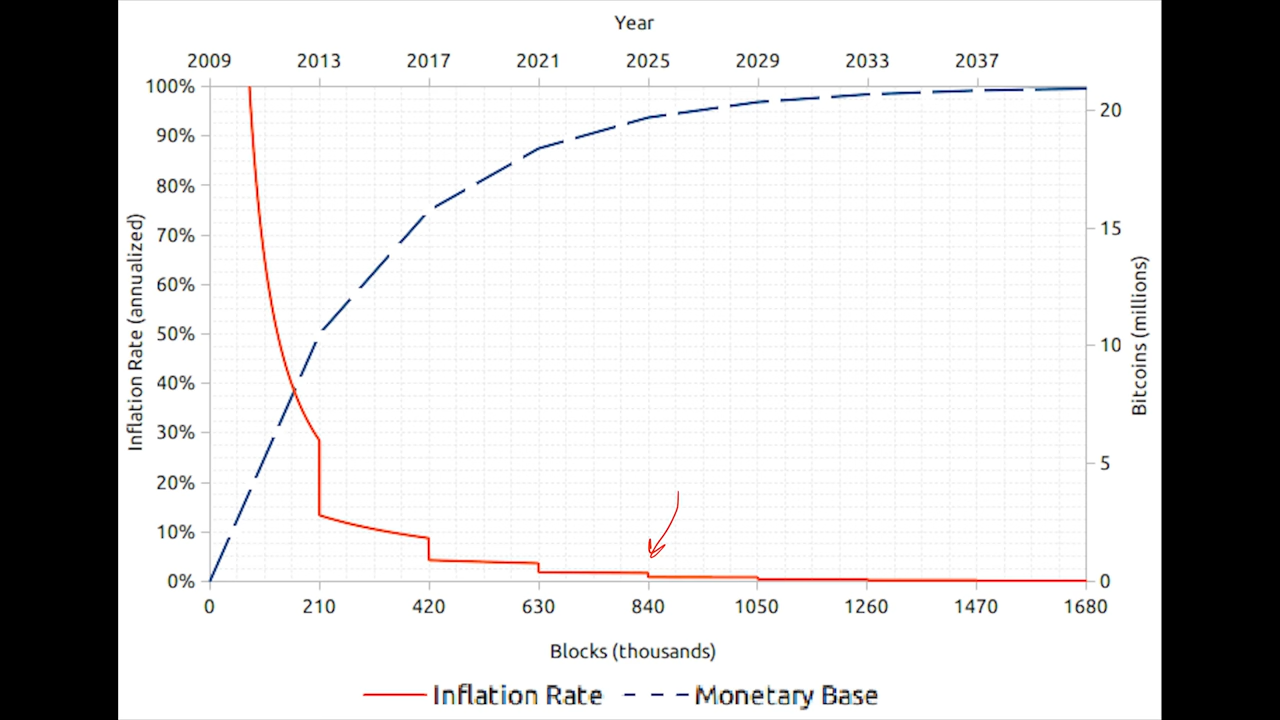 Year
2009 2013 2017 2021 2025 2029 2033 2037
100%
90%
80%
70%
60%
50%
40%
30%
20%
10%
0%
Inflation Rate (annualized)
20
15
10
5
0
Bitcoins (millions)
0 210 420 630 840 1050 1260 1470 1680
Blocks (thousands)
Inflation Rate Monetary Base